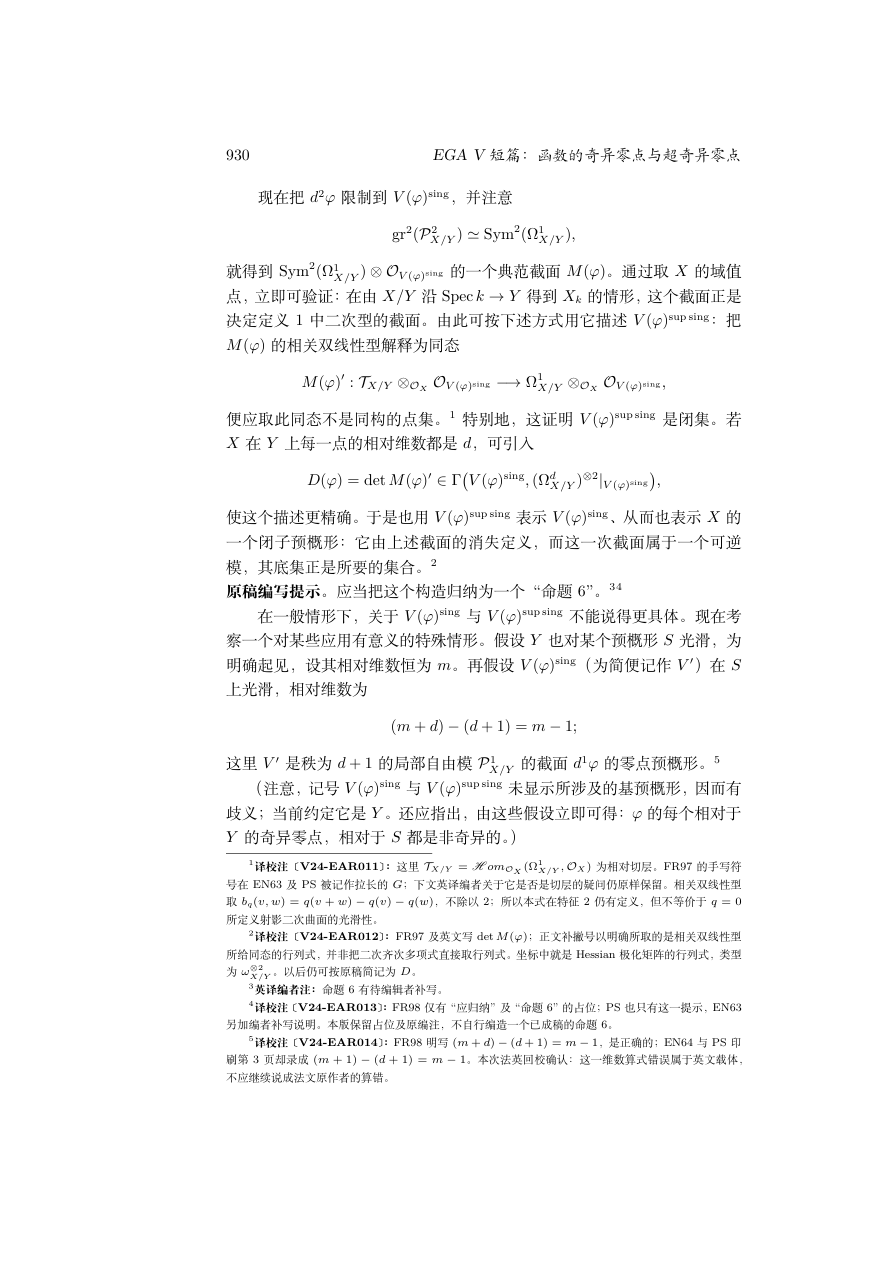 930 EGA V 短篇：函数的奇异零点与超奇异零点
现在把 d²φ 限制到 V(φ)^sing，并注意
gr²(𝒫²_{X/Y}) ≃ Sym²(Ω¹_{X/Y}),
就得到 Sym²(Ω¹_{X/Y}) ⊗ 𝒪_{V(φ)^sing} 的一个典范截面 M(φ)。通过取 X 的域值
点，立即可验证：在由 X/Y 沿 Spec k → Y 得到 X_k 的情形，这个截面正是
决定定义 1 中二次型的截面。由此可按下述方式用它描述 V(φ)^{sup sing}：把
M(φ) 的相关双线性型解释为同态
M(φ)′ : 𝒯_{X/Y} ⊗_{𝒪_X} 𝒪_{V(φ)^sing} ⟶ Ω¹_{X/Y} ⊗_{𝒪_X} 𝒪_{V(φ)^sing},
便应取此同态不是同构的点集。¹ 特别地，这证明 V(φ)^{sup sing} 是闭集。若
X 在 Y 上每一点的相对维数都是 d，可引入
D(φ) = det M(φ)′ ∈ Γ(V(φ)^sing, (Ω^d_{X/Y})^{⊗2}|_{V(φ)^sing}),
使这个描述更精确。于是也用 V(φ)^{sup sing} 表示 V(φ)^sing、从而也表示 X 的
一个闭子预概形：它由上述截面的消失定义，而这一次截面属于一个可逆
模，其底集正是所要的集合。²
原稿编写提示。应当把这个构造归纳为一个“命题 6”。³⁴
在一般情形下，关于 V(φ)^sing 与 V(φ)^{sup sing} 不能说得更具体。现在考
察一个对某些应用有意义的特殊情形。假设 Y 也对某个预概形 S 光滑，为
明确起见，设其相对维数恒为 m。再假设 V(φ)^sing（为简便记作 V′）在 S
上光滑，相对维数为
(m + d) − (d + 1) = m − 1;
这里 V′ 是秩为 d + 1 的局部自由模 𝒫¹_{X/Y} 的截面 d¹φ 的零点预概形。⁵
（注意，记号 V(φ)^sing 与 V(φ)^{sup sing} 未显示所涉及的基预概形，因而有
歧义；当前约定它是 Y。还应指出，由这些假设立即可得：φ 的每个相对于
Y 的奇异零点，相对于 S 都是非奇异的。）
¹译校注〔V24-EAR011〕：这里 𝒯_{X/Y} = ℋom_{𝒪_X}(Ω¹_{X/Y}, 𝒪_X) 为相对切层。FR97 的手写符
号在 EN63 及 PS 被记作拉长的 G；下文英译编者关于它是否是切层的疑问仍原样保留。相关双线性型
取 b_q(v, w) = q(v + w) − q(v) − q(w)，不除以 2；所以本式在特征 2 仍有定义，但不等价于 q = 0
所定义射影二次曲面的光滑性。
²译校注〔V24-EAR012〕：FR97 及英文写 det M(φ)；正文补撇号以明确所取的是相关双线性型
所给同态的行列式，并非把二次齐次多项式直接取行列式。坐标中就是 Hessian 极化矩阵的行列式，类型
为 ω^{⊗2}_{X/Y}。以后仍可按原稿简记为 D。
³英译编者注：命题 6 有待编辑者补写。
⁴译校注〔V24-EAR013〕：FR98 仅有“应归纳”及“命题 6”的占位；PS 也只有这一提示，EN63
另加编者补写说明。本版保留占位及原编注，不自行编造一个已成稿的命题 6。
⁵译校注〔V24-EAR014〕：FR98 明写 (m + d) − (d + 1) = m − 1，是正确的；EN64 与 PS 印
刷第 3 页却录成 (m + 1) − (d + 1) = m − 1。本次法英回校确认：这一维数算式错误属于英文载体，
不应继续说成法文原作者的算错。